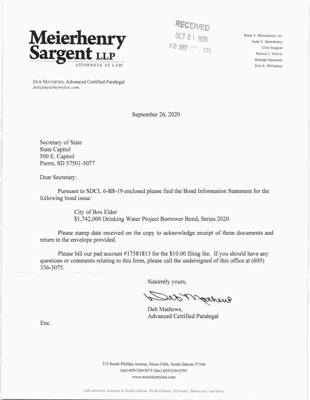 Meierhenry
Sargent LLP
ATTORNEYS AT LAW
RECEIVED
OCT 01 2020
S.D. SEC.
Mark V. Meierhenry
Todd V. Meierhenry
Clint Sargent
Patrick J. Glover
Raleigh Hansman
DEB MATHEWS, Advanced Certified Paralegal
deb@meierhenrylaw.com
September 26, 2020
Secretary of State
State Capitol
500 E. Capitol
Pierre, SD 57501-5077
Dear Secretary:
Pursuant to SDCL 6-8B-19 enclosed please find the Bond Information Statement for the
following bond issue:
City of Box Elder
$1,742,000 Drinking Water Project Borrower Bond, Series 2020
Please stamp date received on the copy to acknowledge receipt of these documents and
return in the envelope provided.
Please bill our pad account #17581813 for the $10.00 filing fee. If you should have any
questions or comments relating to this form, please call the undersigned of this office at (605)
336-3075.
Sincerely yours,
Deb Mathews
Deb Mathews,
Advanced Certified Paralegal
Enc.
315 South Phillips Avenue, Sioux Falls, South Dakota 57104
(tel) 605•336•3075 (fax) 605•336•2593
www.meierhenrylaw.com
with attorneys licensed in South Dakota, North Dakota, Nebraska, Minnesota, and Iowa